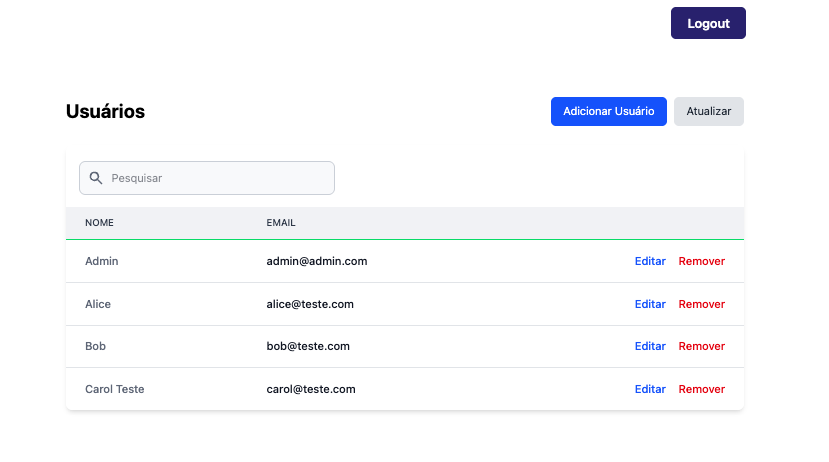 Logout
Usuários
Adicionar Usuário Atualizar
Pesquisar
NOME EMAIL
Admin admin@admin.com Editar Remover
Alice alice@teste.com Editar Remover
Bob bob@teste.com Editar Remover
Carol Teste carol@teste.com Editar Remover